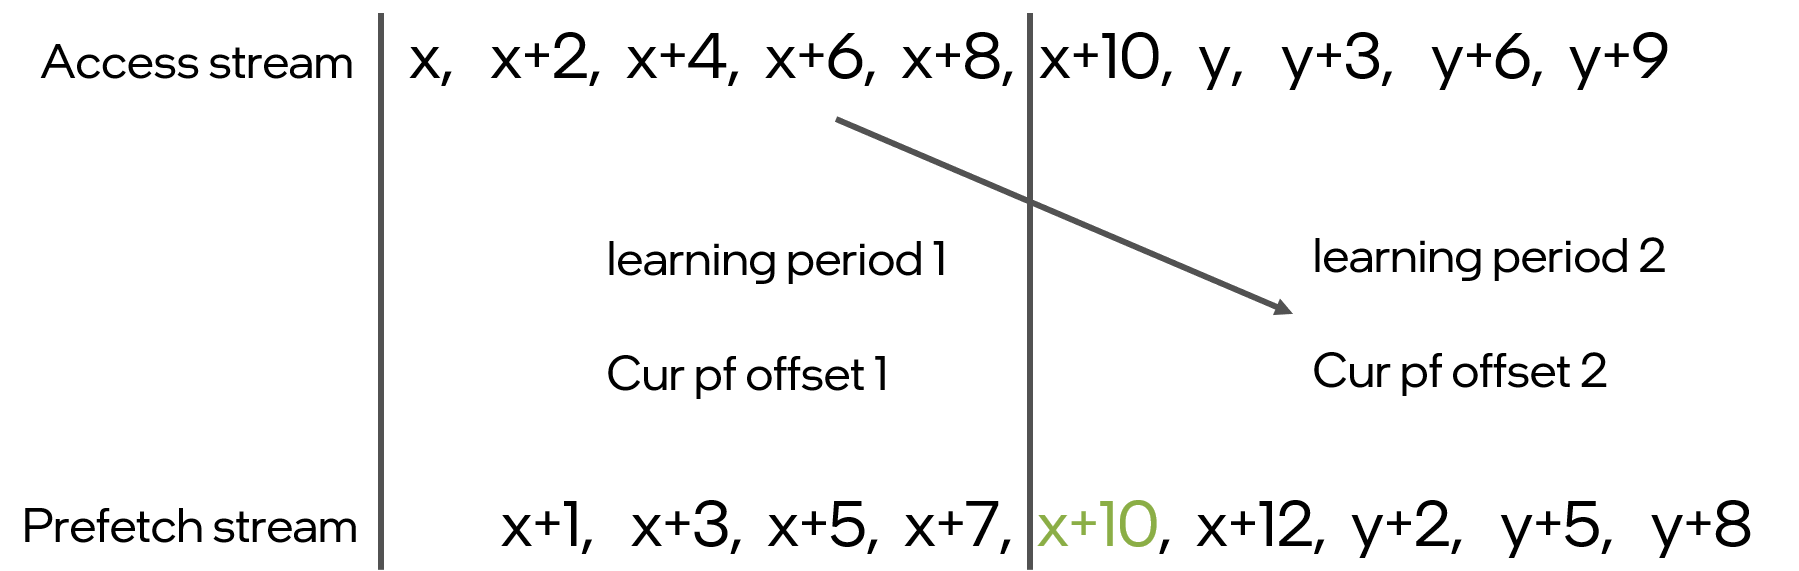 Access stream x, x+2, x+4, x+6, x+8, x+10, y, y+3, y+6, y+9
learning period 1 learning period 2
Cur pf offset 1 Cur pf offset 2
Prefetch stream x+1, x+3, x+5, x+7, x+10, x+12, y+2, y+5, y+8